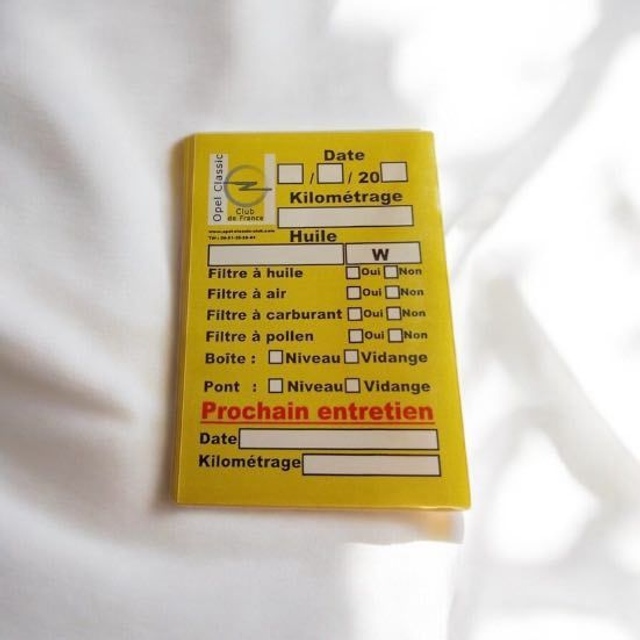 Opel Classic
Club
de France
Date
/ / 20
Kilométrage
Huile
W
Filtre à huile Oui Non
Filtre à air Oui Non
Filtre à carburant Oui Non
Filtre à pollen Oui Non
Boîte : Niveau Vidange
Pont : Niveau Vidange
Prochain entretien
Date
Kilométrage